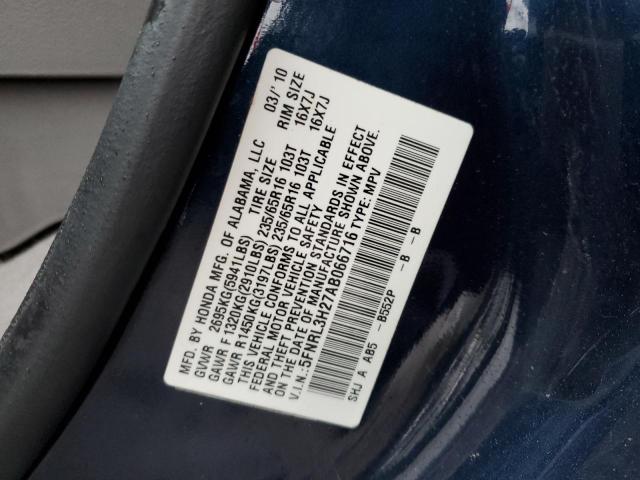 MFD. BY HONDA MFG. OF ALABAMA, LLC 03/'10
GVWR 2695KG(5941LBS) TIRE SIZE RIM SIZE
GAWR F 1320KG(2910LBS) 235/65R16 103T 16X7J
GAWR R1450KG(3197LBS) 235/65R16 103T 16X7J
THIS VEHICLE CONFORMS TO ALL APPLICABLE
FEDERAL MOTOR VEHICLE SAFETY
AND THEFT PREVENTION STANDARDS IN EFFECT
ON THE DATE OF MANUFACTURE SHOWN ABOVE.
V.I.N.:5FNRL3H27AB066716 TYPE: MPV
SHJ A AB5 -B552P -B -B